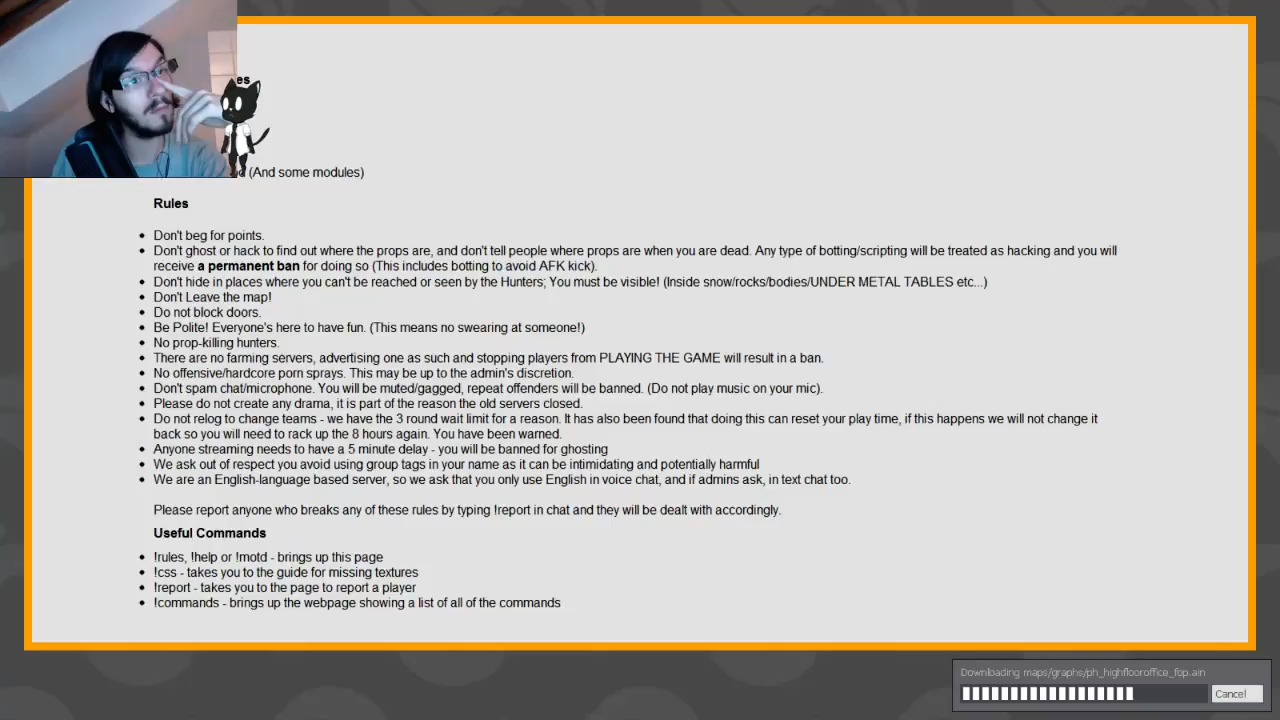 es
(And some modules)
Rules
Don't beg for points.
Don't ghost or hack to find out where the props are, and don't tell people where props are when you are dead. Any type of botting/scripting will be treated as hacking and you will
receive a permanent ban for doing so (This includes botting to avoid AFK kick).
Don't hide in places where you can't be reached or seen by the Hunters; You must be visible! (Inside snow/rocks/bodies/UNDER METAL TABLES etc...)
Don't Leave the map!
Do not block doors.
Be Polite! Everyone's here to have fun. (This means no swearing at someone!)
No prop-killing hunters.
There are no farming servers, advertising one as such and stopping players from PLAYING THE GAME will result in a ban.
No offensive/hardcore porn sprays. This may be up to the admin's discretion.
Don't spam chat/microphone. You will be muted/gagged, repeat offenders will be banned. (Do not play music on your mic).
Please do not create any drama, it is part of the reason the old servers closed.
Do not relog to change teams - we have the 3 round wait limit for a reason. It has also been found that doing this can reset your play time, if this happens we will not change it
back so you will need to rack up the 8 hours again. You have been warned.
Anyone streaming needs to have a 5 minute delay - you will be banned for ghosting
We ask out of respect you avoid using group tags in your name as it can be intimidating and potentially harmful
We are an English-language based server, so we ask that you only use English in voice chat, and if admins ask, in text chat too.
Please report anyone who breaks any of these rules by typing !report in chat and they will be dealt with accordingly.
Useful Commands
!rules, !help or !motd - brings up this page
!css - takes you to the guide for missing textures
!report - takes you to the page to report a player
!commands - brings up the webpage showing a list of all of the commands
Downloading maps/graphs/ph_highflooroffice_fop.ain
Cancel